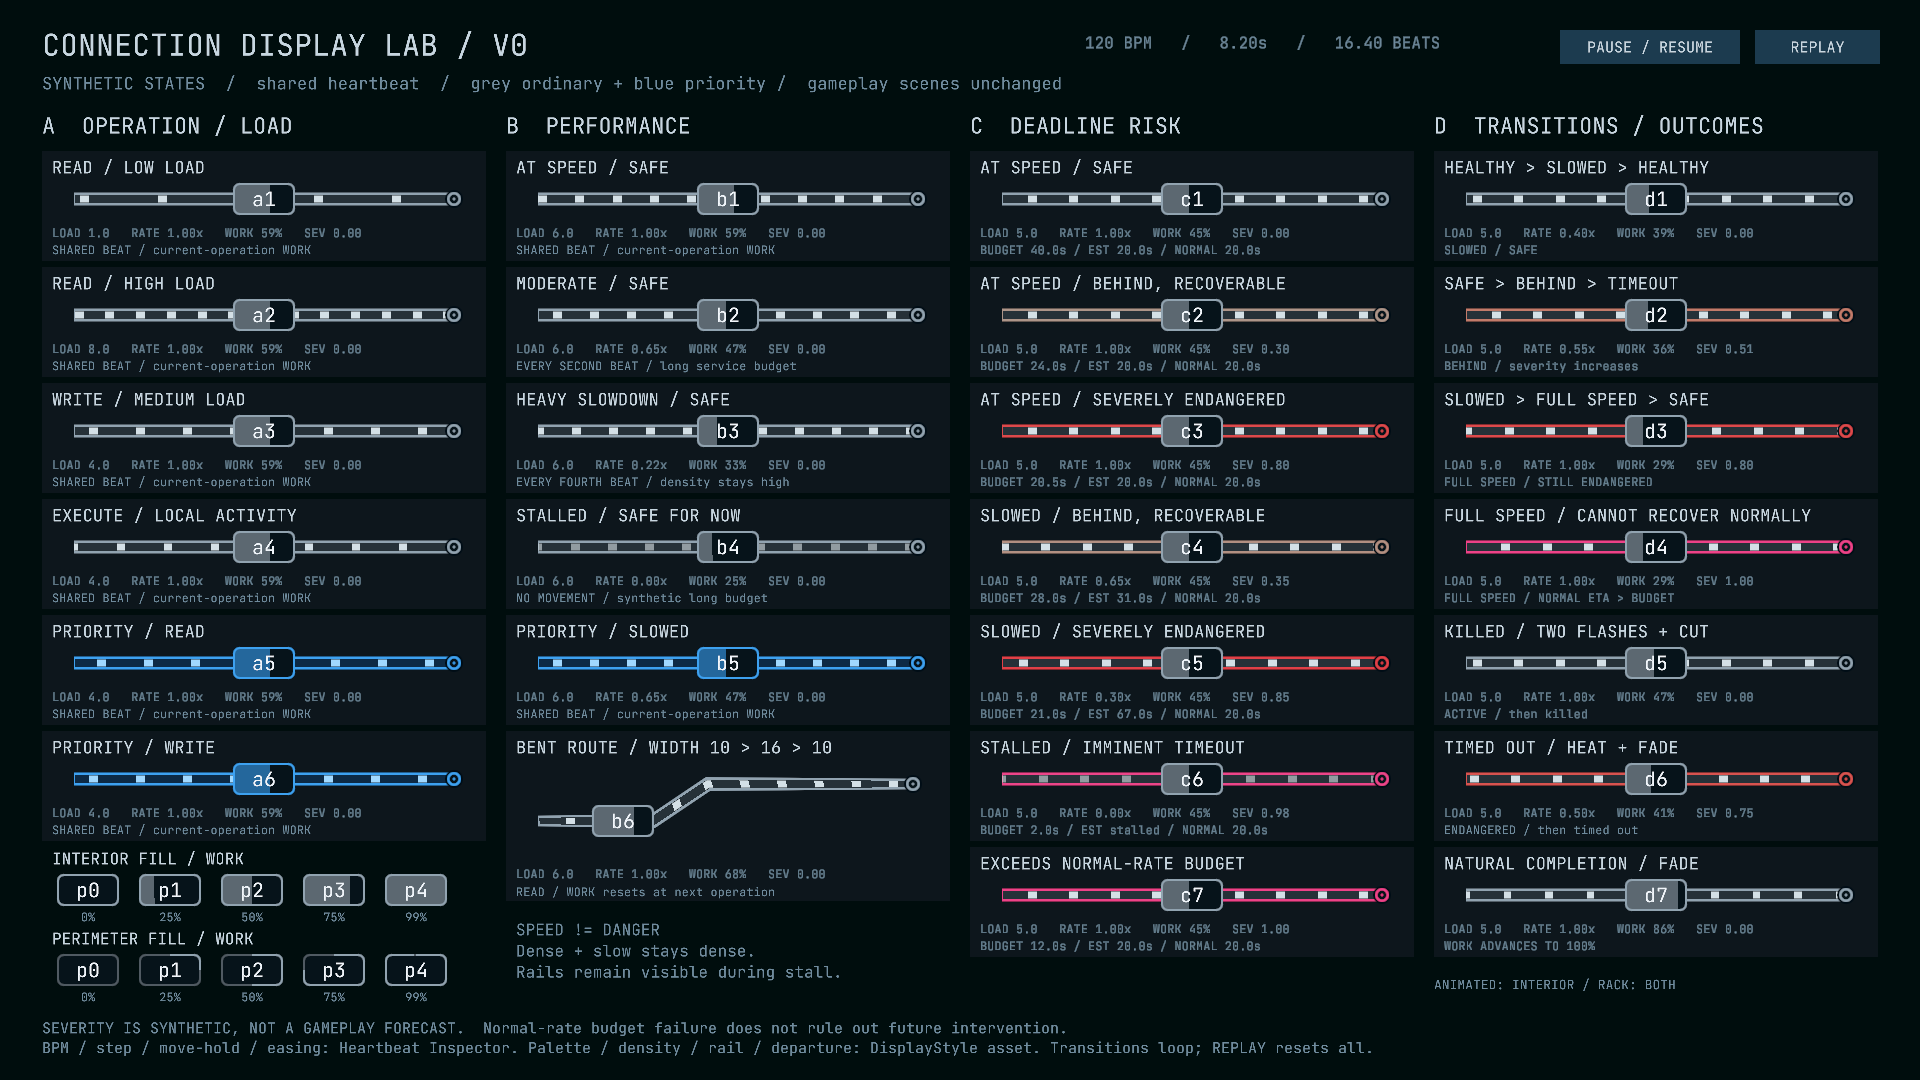 CONNECTION DISPLAY LAB / V0
120 BPM / 8.20s / 16.40 BEATS
PAUSE / RESUME
REPLAY
SYNTHETIC STATES / shared heartbeat / grey ordinary + blue priority / gameplay scenes unchanged
A OPERATION / LOAD
READ / LOW LOAD
a1
LOAD 1.0 RATE 1.00x WORK 59% SEV 0.00
SHARED BEAT / current-operation WORK
READ / HIGH LOAD
a2
LOAD 8.0 RATE 1.00x WORK 59% SEV 0.00
SHARED BEAT / current-operation WORK
WRITE / MEDIUM LOAD
a3
LOAD 4.0 RATE 1.00x WORK 59% SEV 0.00
SHARED BEAT / current-operation WORK
EXECUTE / LOCAL ACTIVITY
a4
LOAD 4.0 RATE 1.00x WORK 59% SEV 0.00
SHARED BEAT / current-operation WORK
PRIORITY / READ
a5
LOAD 4.0 RATE 1.00x WORK 59% SEV 0.00
SHARED BEAT / current-operation WORK
PRIORITY / WRITE
a6
LOAD 4.0 RATE 1.00x WORK 59% SEV 0.00
SHARED BEAT / current-operation WORK
INTERIOR FILL / WORK
p0 p1 p2 p3 p4
0% 25% 50% 75% 99%
PERIMETER FILL / WORK
p0 p1 p2 p3 p4
0% 25% 50% 75% 99%
B PERFORMANCE
AT SPEED / SAFE
b1
LOAD 6.0 RATE 1.00x WORK 59% SEV 0.00
SHARED BEAT / current-operation WORK
MODERATE / SAFE
b2
LOAD 6.0 RATE 0.65x WORK 47% SEV 0.00
EVERY SECOND BEAT / long service budget
HEAVY SLOWDOWN / SAFE
b3
LOAD 6.0 RATE 0.22x WORK 33% SEV 0.00
EVERY FOURTH BEAT / density stays high
STALLED / SAFE FOR NOW
b4
LOAD 6.0 RATE 0.00x WORK 25% SEV 0.00
NO MOVEMENT / synthetic long budget
PRIORITY / SLOWED
b5
LOAD 6.0 RATE 0.65x WORK 47% SEV 0.00
SHARED BEAT / current-operation WORK
BENT ROUTE / WIDTH 10 > 16 > 10
b6
LOAD 6.0 RATE 1.00x WORK 68% SEV 0.00
READ / WORK resets at next operation
SPEED != DANGER
Dense + slow stays dense.
Rails remain visible during stall.
C DEADLINE RISK
AT SPEED / SAFE
c1
LOAD 5.0 RATE 1.00x WORK 45% SEV 0.00
BUDGET 40.0s / EST 20.0s / NORMAL 20.0s
AT SPEED / BEHIND, RECOVERABLE
c2
LOAD 5.0 RATE 1.00x WORK 45% SEV 0.30
BUDGET 24.0s / EST 20.0s / NORMAL 20.0s
AT SPEED / SEVERELY ENDANGERED
c3
LOAD 5.0 RATE 1.00x WORK 45% SEV 0.80
BUDGET 20.5s / EST 20.0s / NORMAL 20.0s
SLOWED / BEHIND, RECOVERABLE
c4
LOAD 5.0 RATE 0.65x WORK 45% SEV 0.35
BUDGET 28.0s / EST 31.0s / NORMAL 20.0s
SLOWED / SEVERELY ENDANGERED
c5
LOAD 5.0 RATE 0.30x WORK 45% SEV 0.85
BUDGET 21.0s / EST 67.0s / NORMAL 20.0s
STALLED / IMMINENT TIMEOUT
c6
LOAD 5.0 RATE 0.00x WORK 45% SEV 0.98
BUDGET 2.0s / EST stalled / NORMAL 20.0s
EXCEEDS NORMAL-RATE BUDGET
c7
LOAD 5.0 RATE 1.00x WORK 45% SEV 1.00
BUDGET 12.0s / EST 20.0s / NORMAL 20.0s
D TRANSITIONS / OUTCOMES
HEALTHY > SLOWED > HEALTHY
d1
LOAD 5.0 RATE 0.40x WORK 39% SEV 0.00
SLOWED / SAFE
SAFE > BEHIND > TIMEOUT
d2
LOAD 5.0 RATE 0.55x WORK 36% SEV 0.51
BEHIND / severity increases
SLOWED > FULL SPEED > SAFE
d3
LOAD 5.0 RATE 1.00x WORK 29% SEV 0.80
FULL SPEED / STILL ENDANGERED
FULL SPEED / CANNOT RECOVER NORMALLY
d4
LOAD 5.0 RATE 1.00x WORK 29% SEV 1.00
FULL SPEED / NORMAL ETA > BUDGET
KILLED / TWO FLASHES + CUT
d5
LOAD 5.0 RATE 1.00x WORK 47% SEV 0.00
ACTIVE / then killed
TIMED OUT / HEAT + FADE
d6
LOAD 5.0 RATE 0.50x WORK 41% SEV 0.75
ENDANGERED / then timed out
NATURAL COMPLETION / FADE
d7
LOAD 5.0 RATE 1.00x WORK 86% SEV 0.00
WORK ADVANCES TO 100%
ANIMATED: INTERIOR / RACK: BOTH
SEVERITY IS SYNTHETIC, NOT A GAMEPLAY FORECAST. Normal-rate budget failure does not rule out future intervention.
BPM / step / move-hold / easing: Heartbeat Inspector. Palette / density / rail / departure: DisplayStyle asset. Transitions loop; REPLAY resets all.